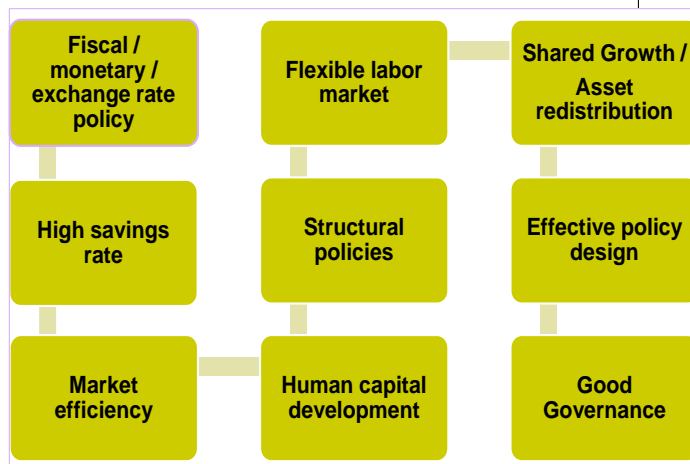 Fiscal /
monetary /
exchange rate
policy
High savings
rate
Market
efficiency
Human capital
development
Structural
policies
Flexible labor
market
Shared Growth /
Asset
redistribution
Effective policy
design
Good
Governance